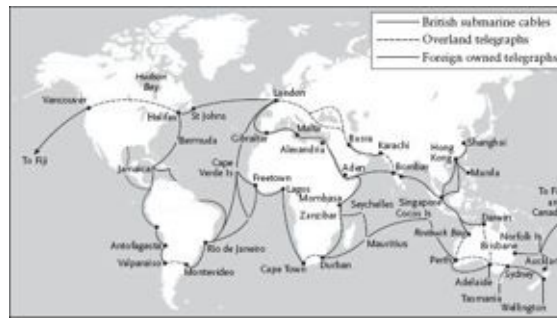 British submarine cables
Overland telegraphs
Foreign owned telegraphs
Hudson
Bay
Vancouver
London
Halifax
St Johns
Bermuda
To Fiji
Jamaica
Gibraltar
Malta
Alexandria
Karachi
Shanghai
Hong
Kong
Cape
Verde Is
Freetown
Lagos
Aden
Bombay
Manila
Mombasa
Zanzibar
Seychelles
Singapore
Cocos Is
Darwin
Roebuck Bay
Norfolk Is
Brisbane
Antofagasta
Rio de Janeiro
Valparaiso
Montevideo
Cape Town
Durban
Mauritius
Perth
Adelaide
Sydney
Tasmania
Wellington